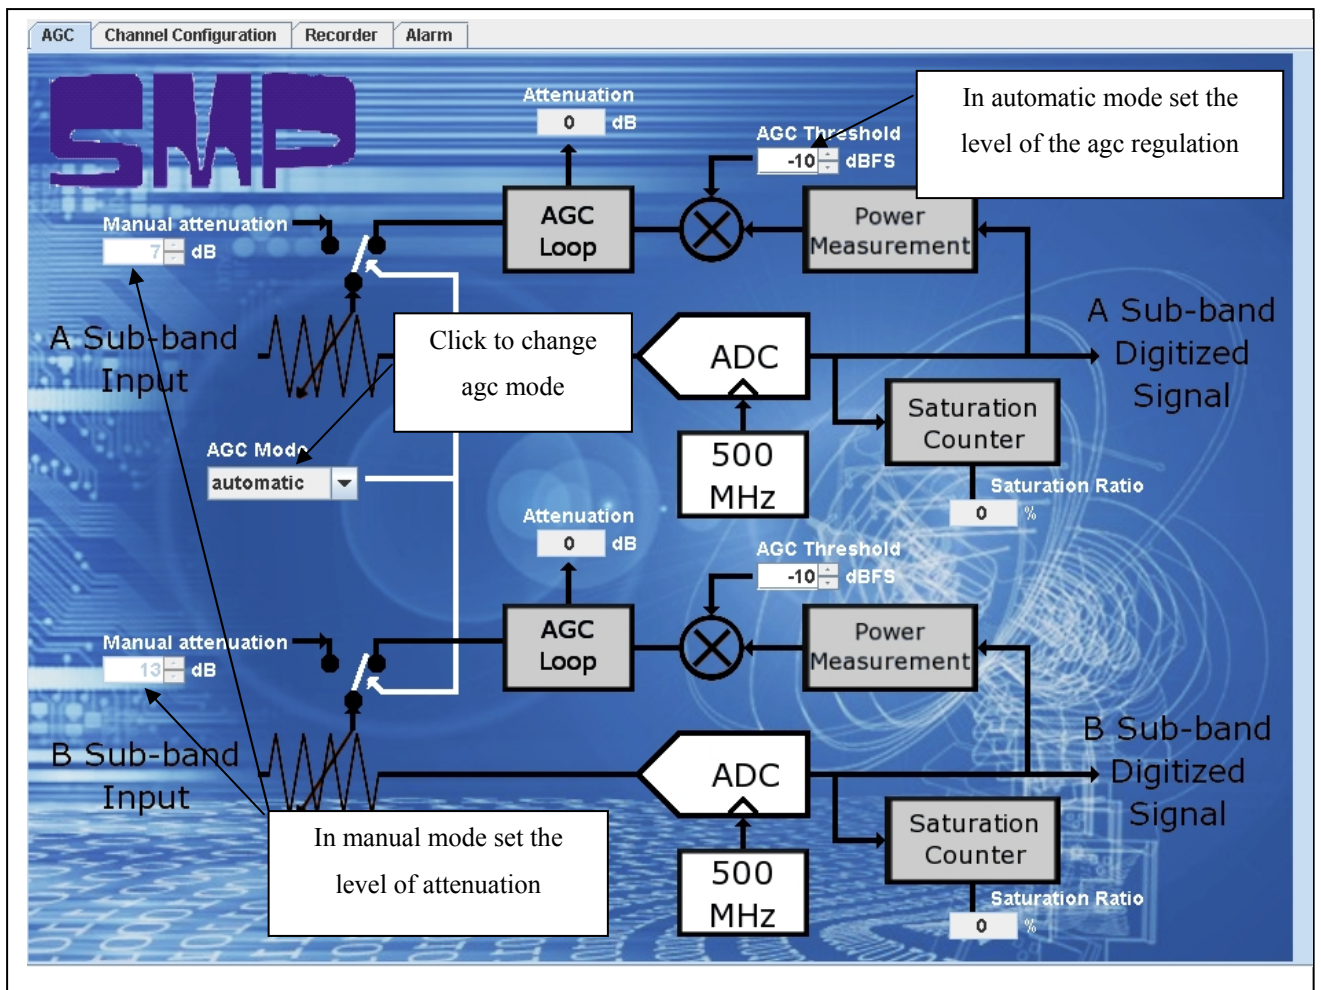 AGC
Channel Configuration
Recorder
Alarm
SMP
Attenuation
0 dB
AGC Threshold
-10 dBFS
In automatic mode set the
level of the agc regulation
Manual attenuation
7 dB
AGC
Loop
Power
Measurement
A Sub-band
Input
Click to change
agc mode
ADC
A Sub-band
Digitized
Signal
Saturation
Counter
500
MHz
AGC Mode
automatic
Saturation Ratio
0 %
Attenuation
0 dB
AGC Threshold
-10 dBFS
Manual attenuation
13 dB
AGC
Loop
Power
Measurement
B Sub-band
Input
ADC
B Sub-band
Digitized
Signal
In manual mode set the
level of attenuation
Saturation
Counter
500
MHz
Saturation Ratio
0 %